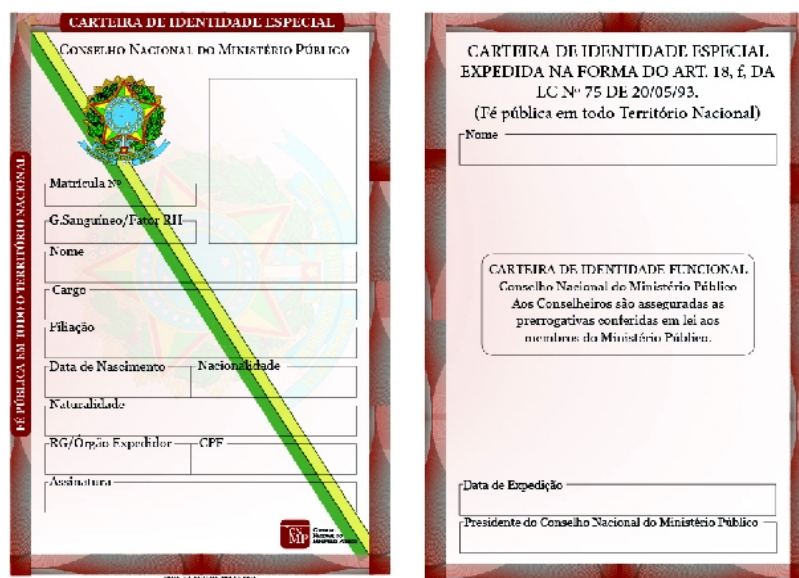 CARTEIRA DE IDENTIDADE ESPECIAL
CONSELHO NACIONAL DO MINISTÉRIO PÚBLICO
FÉ PÚBLICA EM TODO O TERRITÓRIO NACIONAL
Matrícula Nº
G.Sanguíneo/Fator RH
Nome
Cargo
Filiação
Data de Nascimento
Nacionalidade
Naturalidade
RG/Órgão Expedidor
CPF
Assinatura
CN
MP
CARTEIRA DE IDENTIDADE ESPECIAL
EXPEDIDA NA FORMA DO ART. 18, f, DA
LC Nº 75 DE 20/05/93.
(Fé pública em todo Território Nacional)
Nome
CARTEIRA DE IDENTIDADE FUNCIONAL
Conselho Nacional do Ministério Público
Aos Conselheiros são asseguradas as
prerrogativas conferidas em lei aos
membros do Ministério Público.
Data de Expedição
Presidente do Conselho Nacional do Ministério Público